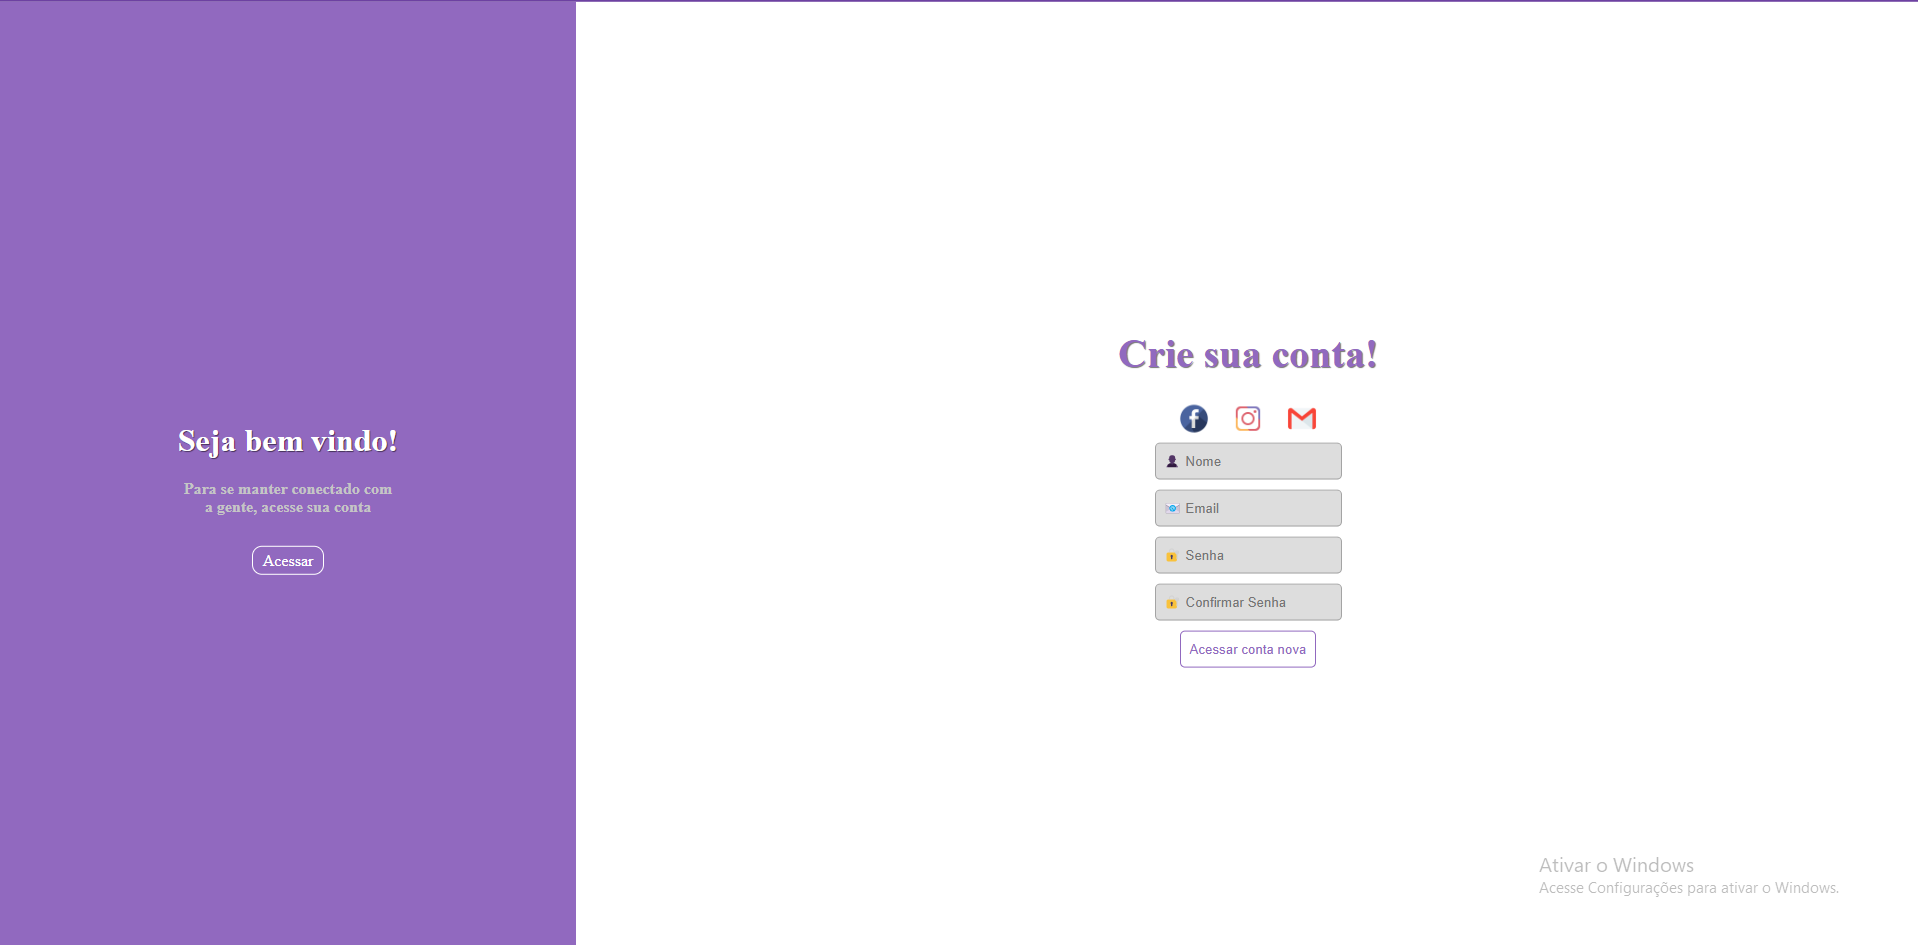 Seja bem vindo!
Para se manter conectado com
a gente, acesse sua conta
Acessar
Crie sua conta!
Nome
Email
Senha
Confirmar Senha
Acessar conta nova
Ativar o Windows
Acesse Configurações para ativar o Windows.